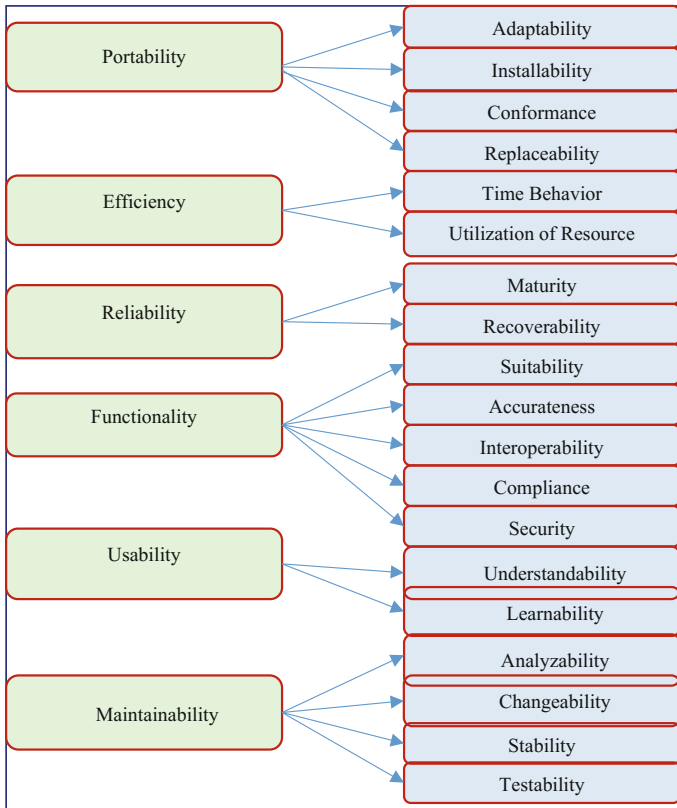 Portability
Adaptability
Installability
Conformance
Replaceability
Efficiency
Time Behavior
Utilization of Resource
Reliability
Maturity
Recoverability
Functionality
Suitability
Accurateness
Interoperability
Compliance
Security
Usability
Understandability
Learnability
Maintainability
Analyzability
Changeability
Stability
Testability